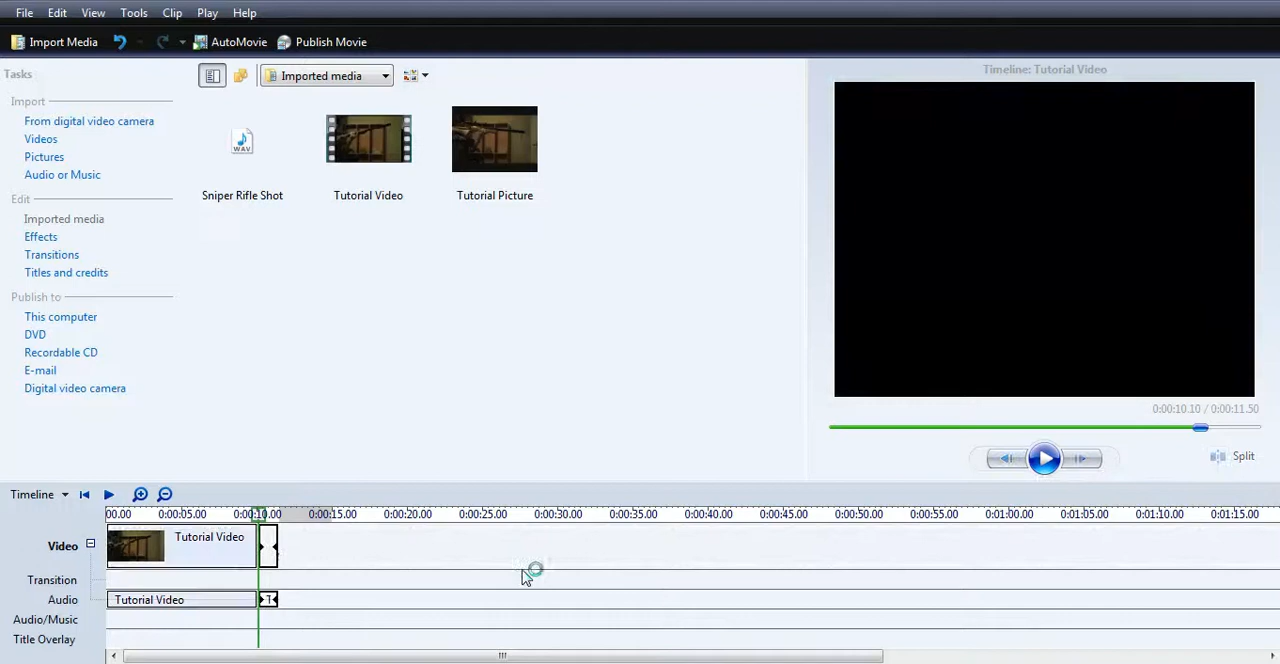 File Edit View Tools Clip Play Help
Import Media AutoMovie Publish Movie
Tasks
Import
From digital video camera
Videos
Pictures
Audio or Music
Edit
Imported media
Effects
Transitions
Titles and credits
Publish to
This computer
DVD
Recordable CD
E-mail
Digital video camera
Imported media
WAV
Sniper Rifle Shot Tutorial Video Tutorial Picture
Timeline: Tutorial Video
0:00:10.10 / 0:00:11.50
Split
Timeline
00.00 0:00:05.00 0:00:10.00 0:00:15.00 0:00:20.00 0:00:25.00 0:00:30.00 0:00:35.00 0:00:40.00 0:00:45.00 0:00:50.00 0:00:55.00 0:01:00.00 0:01:05.00 0:01:10.00 0:01:15.00
Video Tutorial Video
Transition
Audio Tutorial Video T
Audio/Music
Title Overlay